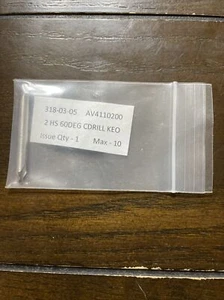 318-03-05 AV4110200
2 HS 60DEG CDRILL KEO
Issue Qty - 1 Max - 10